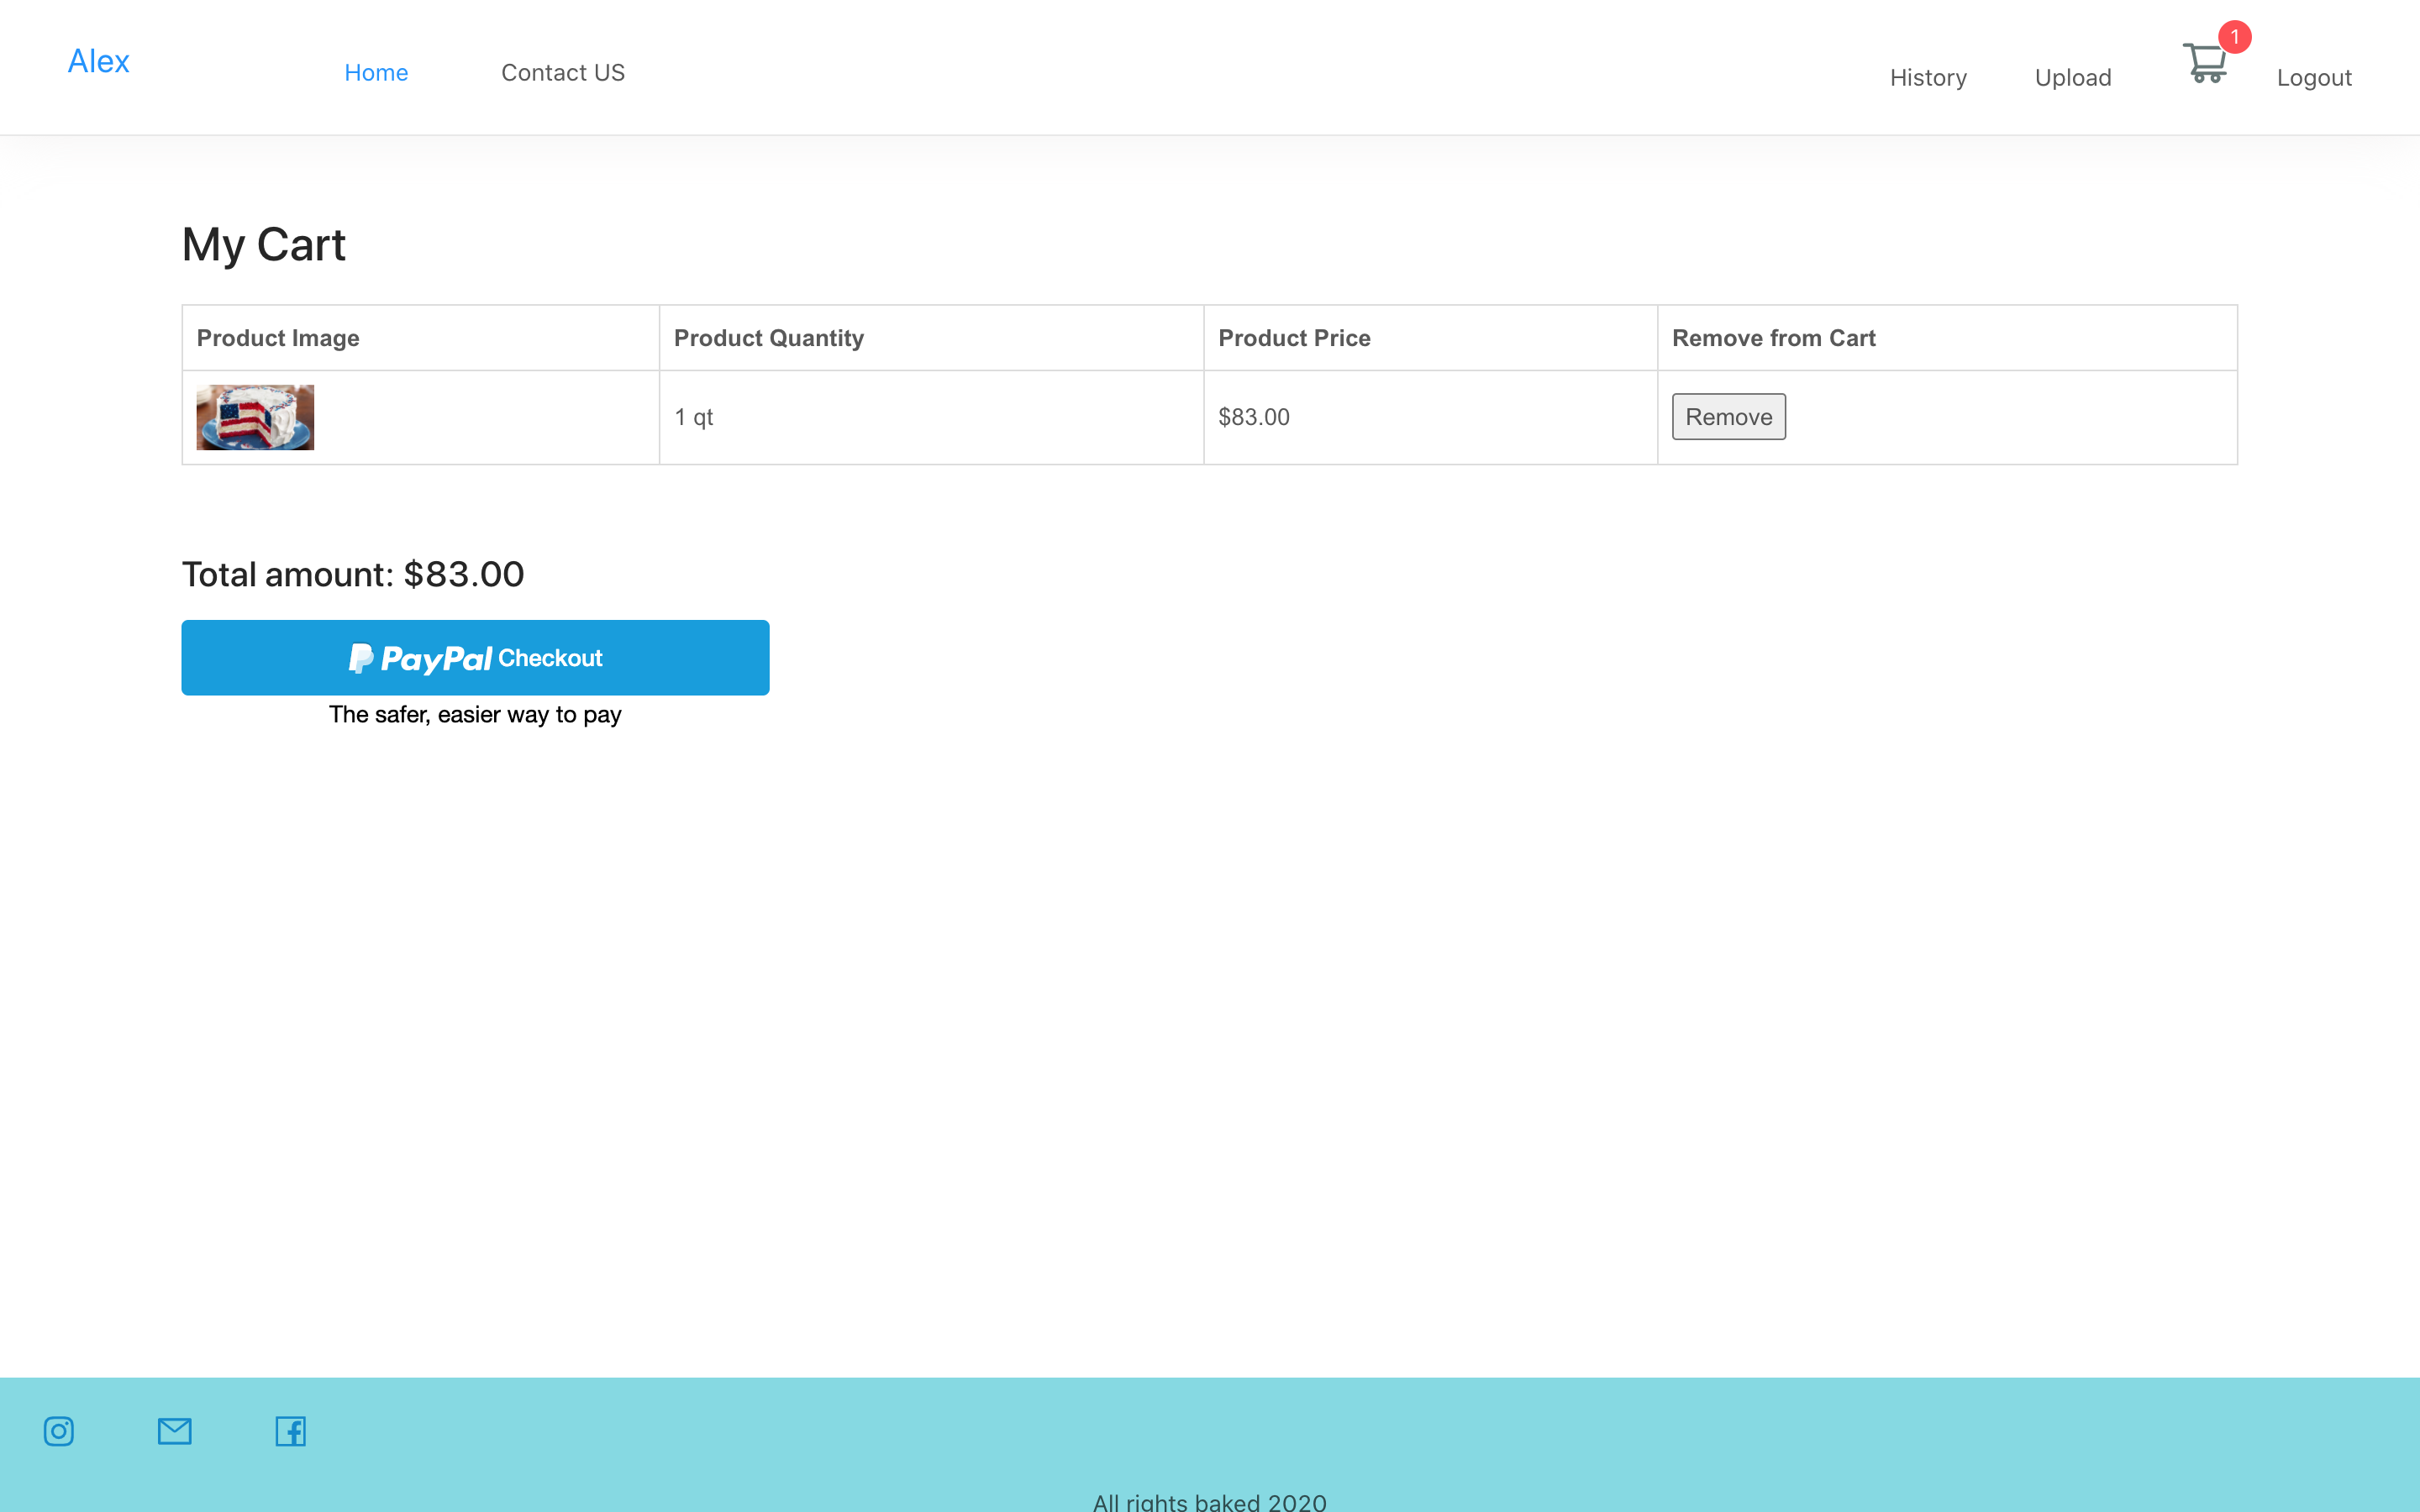 Alex Home Contact US History Upload 1 Logout
My Cart
Product Image Product Quantity Product Price Remove from Cart
1 qt $83.00 Remove
Total amount: $83.00
PayPal Checkout
The safer, easier way to pay
All rights baked 2020